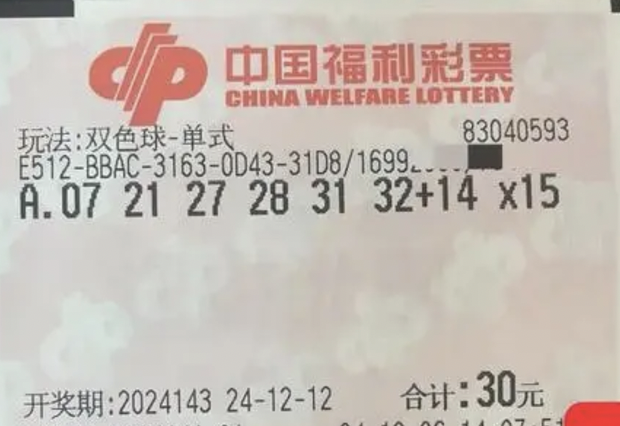 中国福利彩票
CHINA WELFARE LOTTERY
玩法:双色球-单式 83040593
E512-BBAC-3163-0D43-31D8/1699
A.07 21 27 28 31 32+14 x15
开奖期:2024143 24-12-12 合计:30元